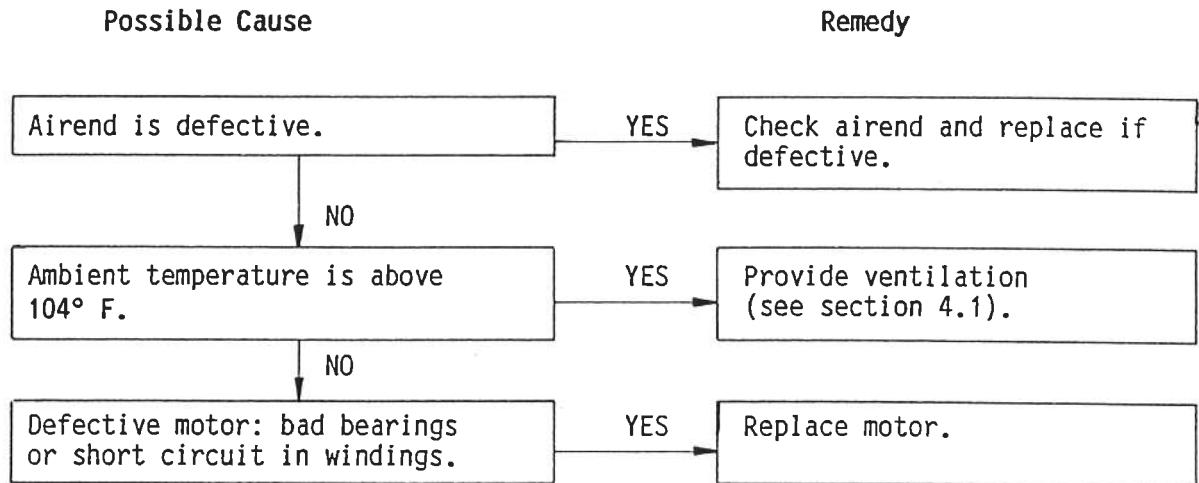 Possible Cause
Remedy
Airend is defective.
YES
Check airend and replace if
defective.
NO
Ambient temperature is above
104° F.
YES
Provide ventilation
(see section 4.1).
NO
Defective motor: bad bearings
or short circuit in windings.
YES
Replace motor.